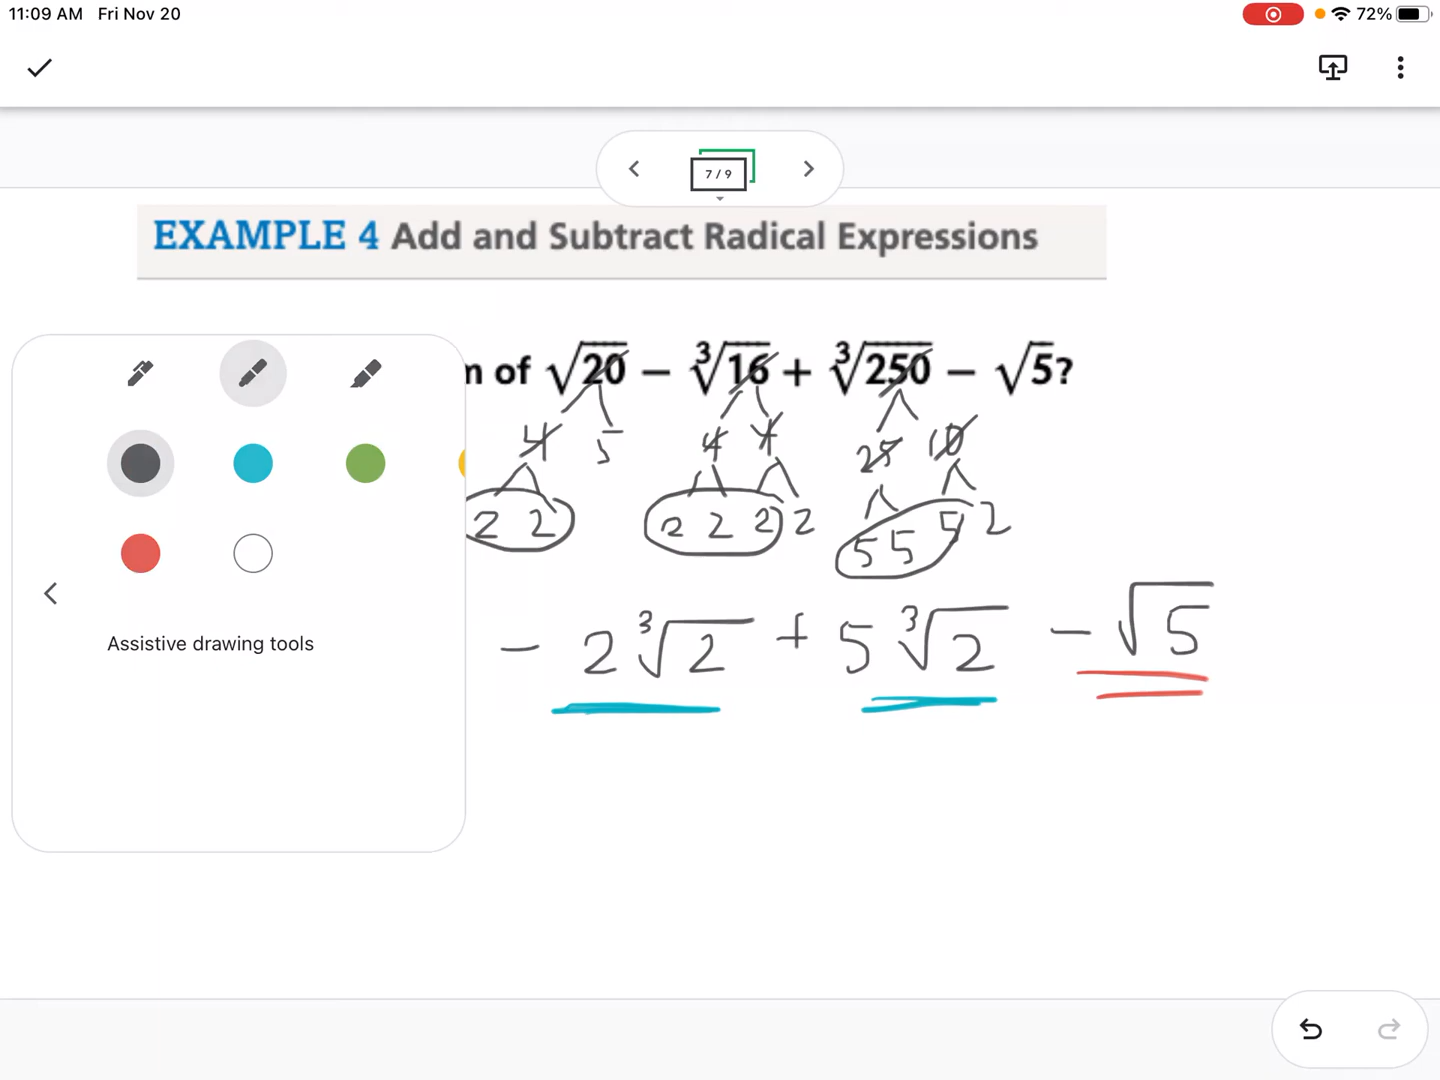 11:09 AM Fri Nov 20 72%
7 / 9
EXAMPLE 4 Add and Subtract Radical Expressions
of √20 − ∛16 + ∛250 − √5?
4 5 4 4 25 10
2 2 2 2 2 2 5 5 5 2
− 2∛2 + 5∛2 − √5
Assistive drawing tools